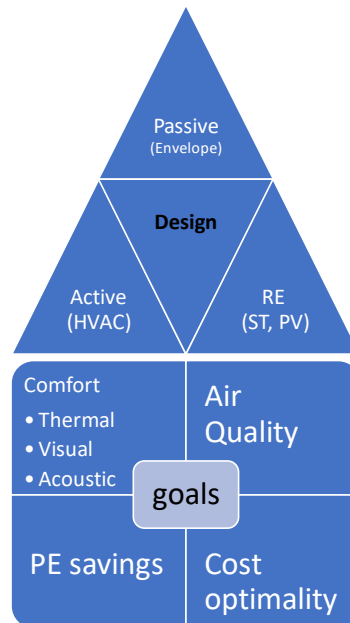 Passive
(Envelope)
Design
Active
(HVAC)
RE
(ST, PV)
Comfort
• Thermal
• Visual
• Acoustic
Air
Quality
goals
PE savings
Cost
optimality